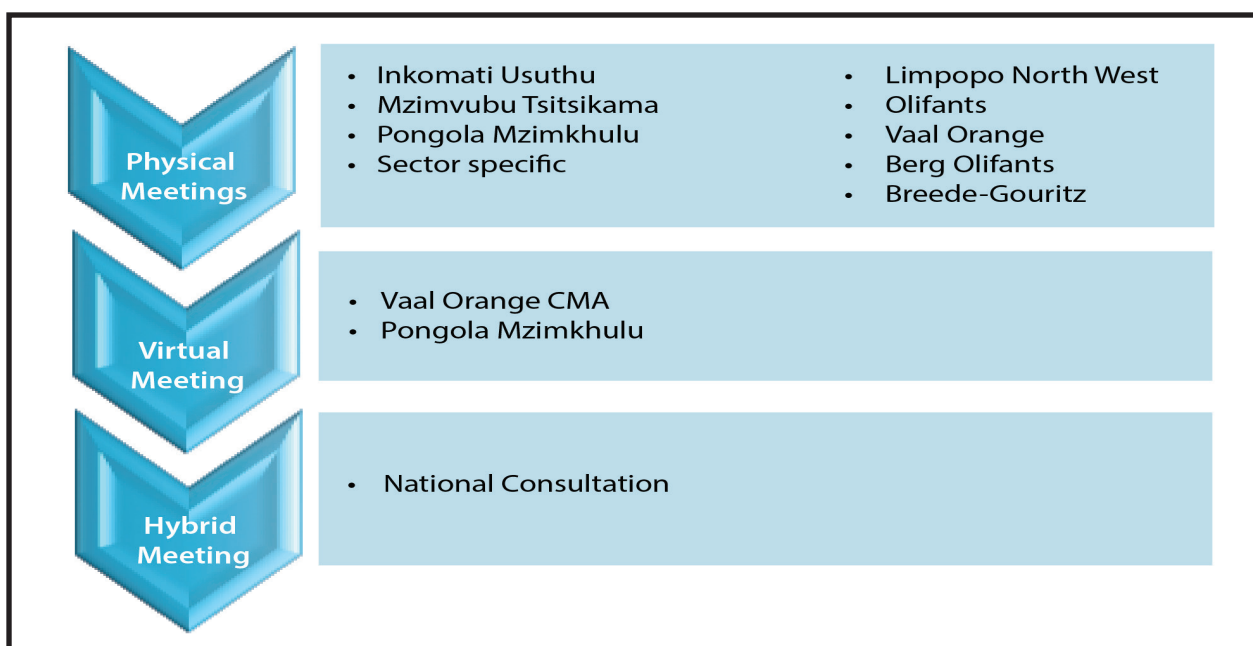 Physical
Meetings
• Inkomati Usuthu
• Mzimvubu Tsitsikama
• Pongola Mzimkhulu
• Sector specific
• Limpopo North West
• Olifants
• Vaal Orange
• Berg Olifants
• Breede-Gouritz
Virtual
Meeting
• Vaal Orange CMA
• Pongola Mzimkhulu
Hybrid
Meeting
• National Consultation